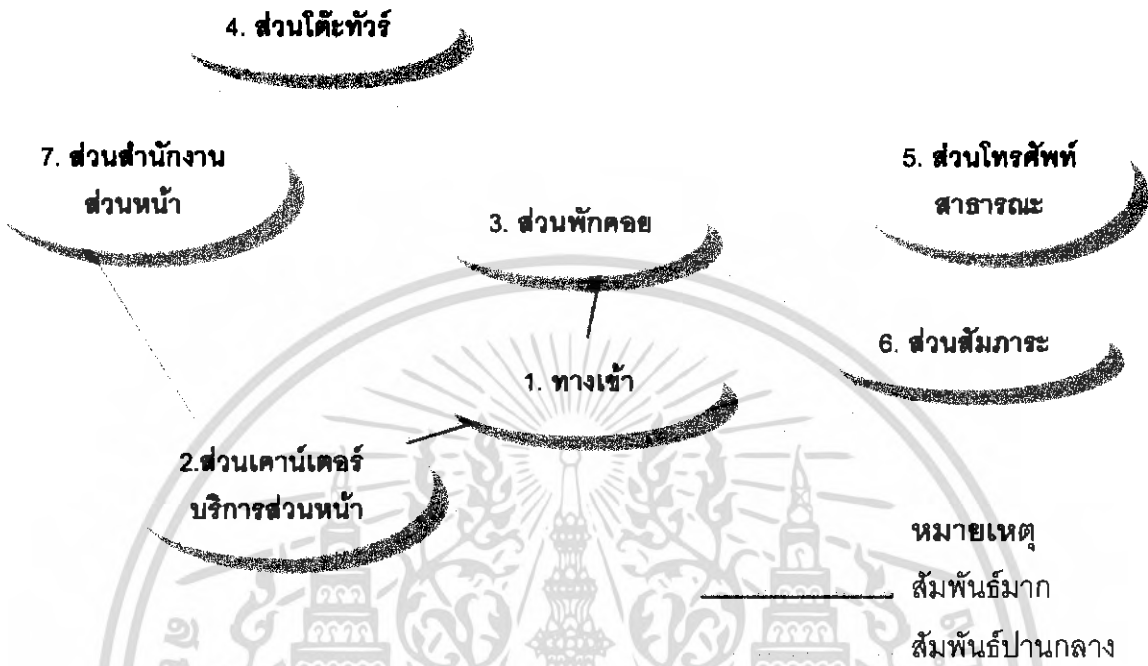 4. ส่วนโต๊ะทัวร์
7. ส่วนสำนักงาน
ส่วนหน้า
5. ส่วนโทรศัพท์
สาธารณะ
3. ส่วนพักคอย
6. ส่วนสัมภาระ
1. ทางเข้า
2.ส่วนเคาน์เตอร์
บริการส่วนหน้า
หมายเหตุ
สัมพันธ์มาก
สัมพันธ์ปานกลาง